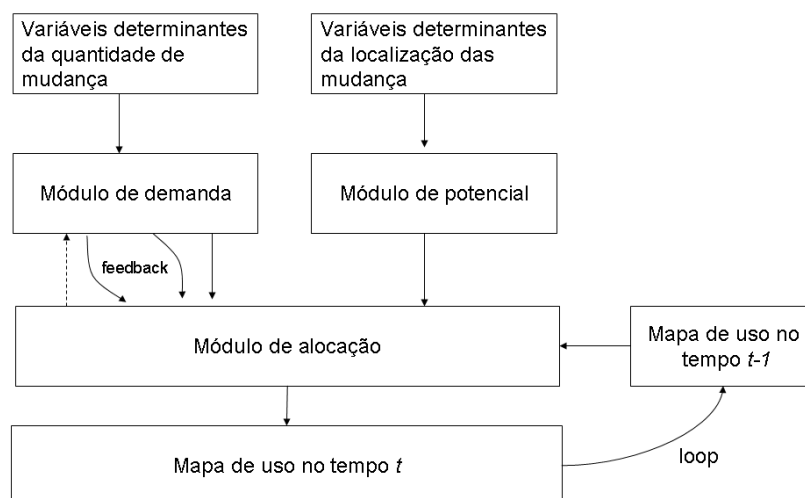 Variáveis determinantes
da quantidade de
mudança
Variáveis determinantes
da localização das
mudança
Módulo de demanda
Módulo de potencial
feedback
Módulo de alocação
Mapa de uso no
tempo t-1
Mapa de uso no tempo t
loop